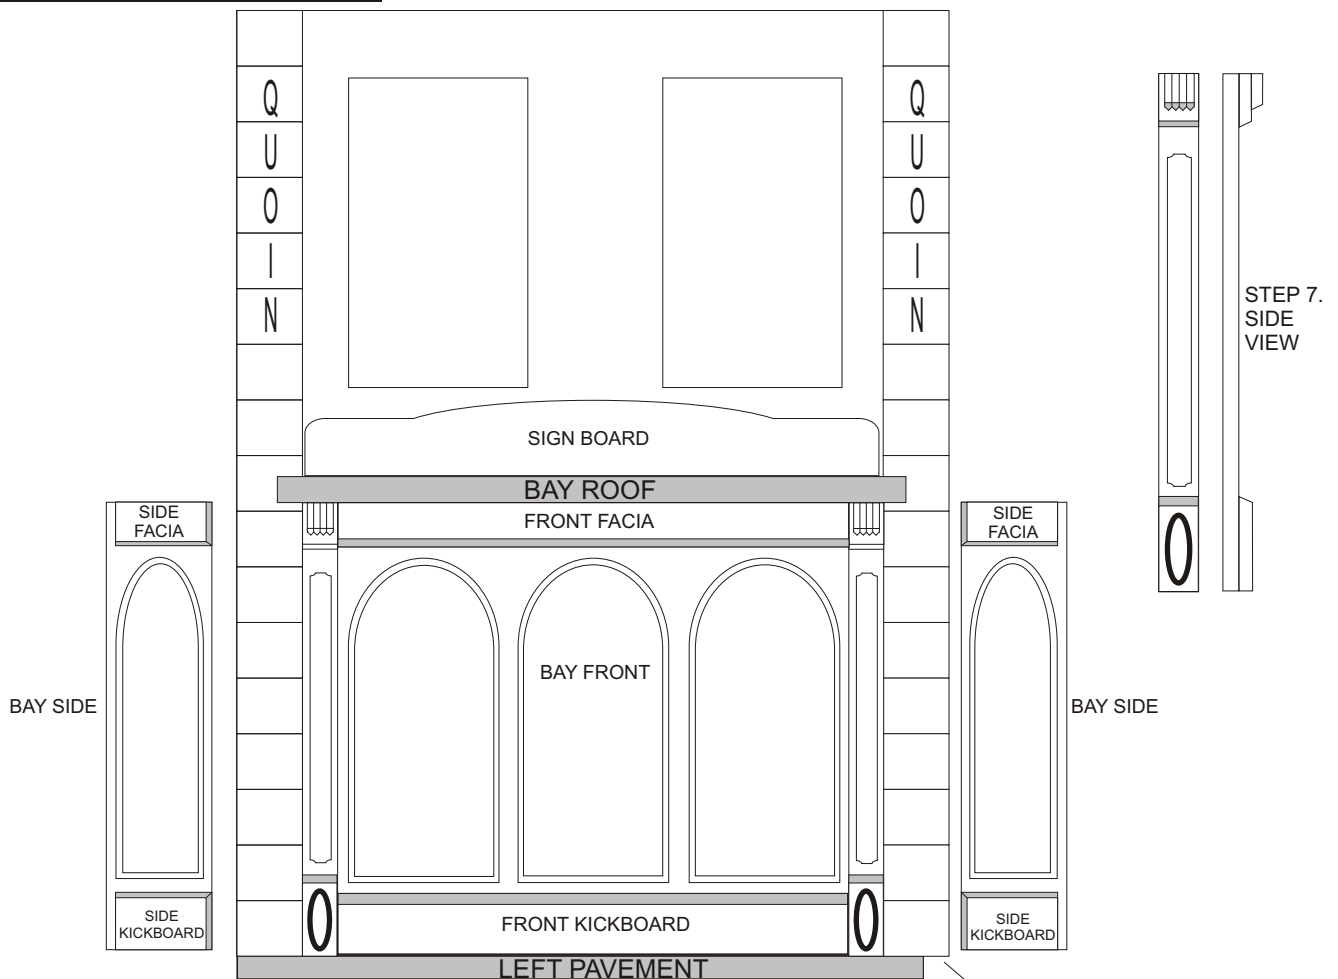 Q
U
O
I
N
Q
U
O
I
N
STEP 7.
SIDE
VIEW
SIGN BOARD
BAY ROOF
SIDE
FACIA
FRONT FACIA
SIDE
FACIA
BAY FRONT
BAY SIDE
BAY SIDE
SIDE
KICKBOARD
FRONT KICKBOARD
SIDE
KICKBOARD
LEFT PAVEMENT